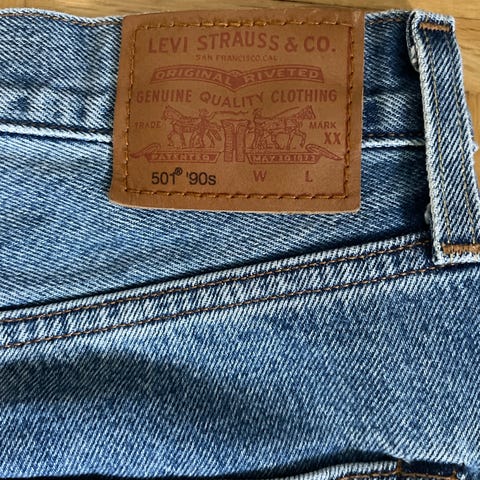 LEVI STRAUSS & CO.
SAN FRANCISCO, CAL
ORIGINAL RIVETED
GENUINE QUALITY CLOTHING
TRADE MARK
XX
PATENTED MAY 20 1873
501® '90s W L